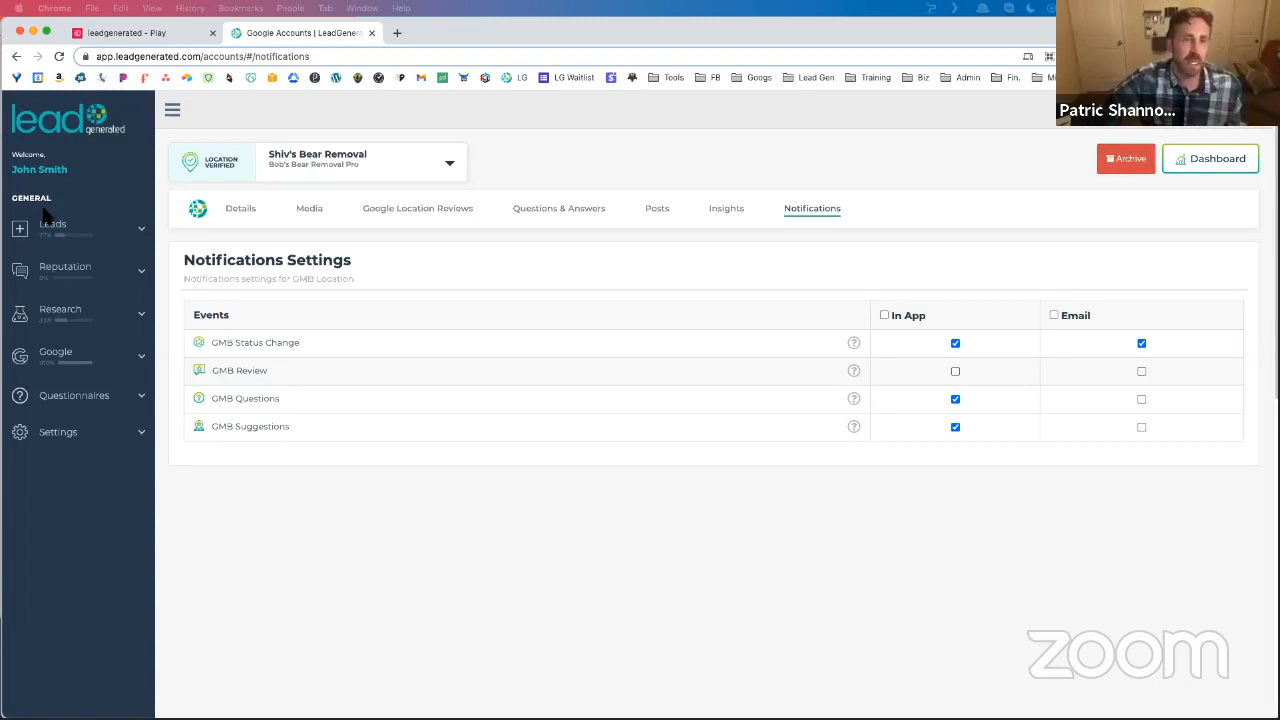 Chrome File Edit View History Bookmarks People Tab Window Help
leadgenerated - Play
Google Accounts | LeadGenera
app.leadgenerated.com/accounts/#/notifications
LG LG Waitlist Tools FB Googs Lead Gen Training Biz Admin Fin.
Patric Shanno...
lead generated
Welcome,
John Smith
GENERAL
Leads
77%
Reputation
Research
Google
100%
Questionnaires
Settings
LOCATION VERIFIED
Shiv's Bear Removal
Bob's Bear Removal Pro
Archive
Dashboard
Details Media Google Location Reviews Questions & Answers Posts Insights Notifications
Notifications Settings
Notifications settings for GMB Location
Events In App Email
GMB Status Change
GMB Review
GMB Questions
GMB Suggestions
zoom